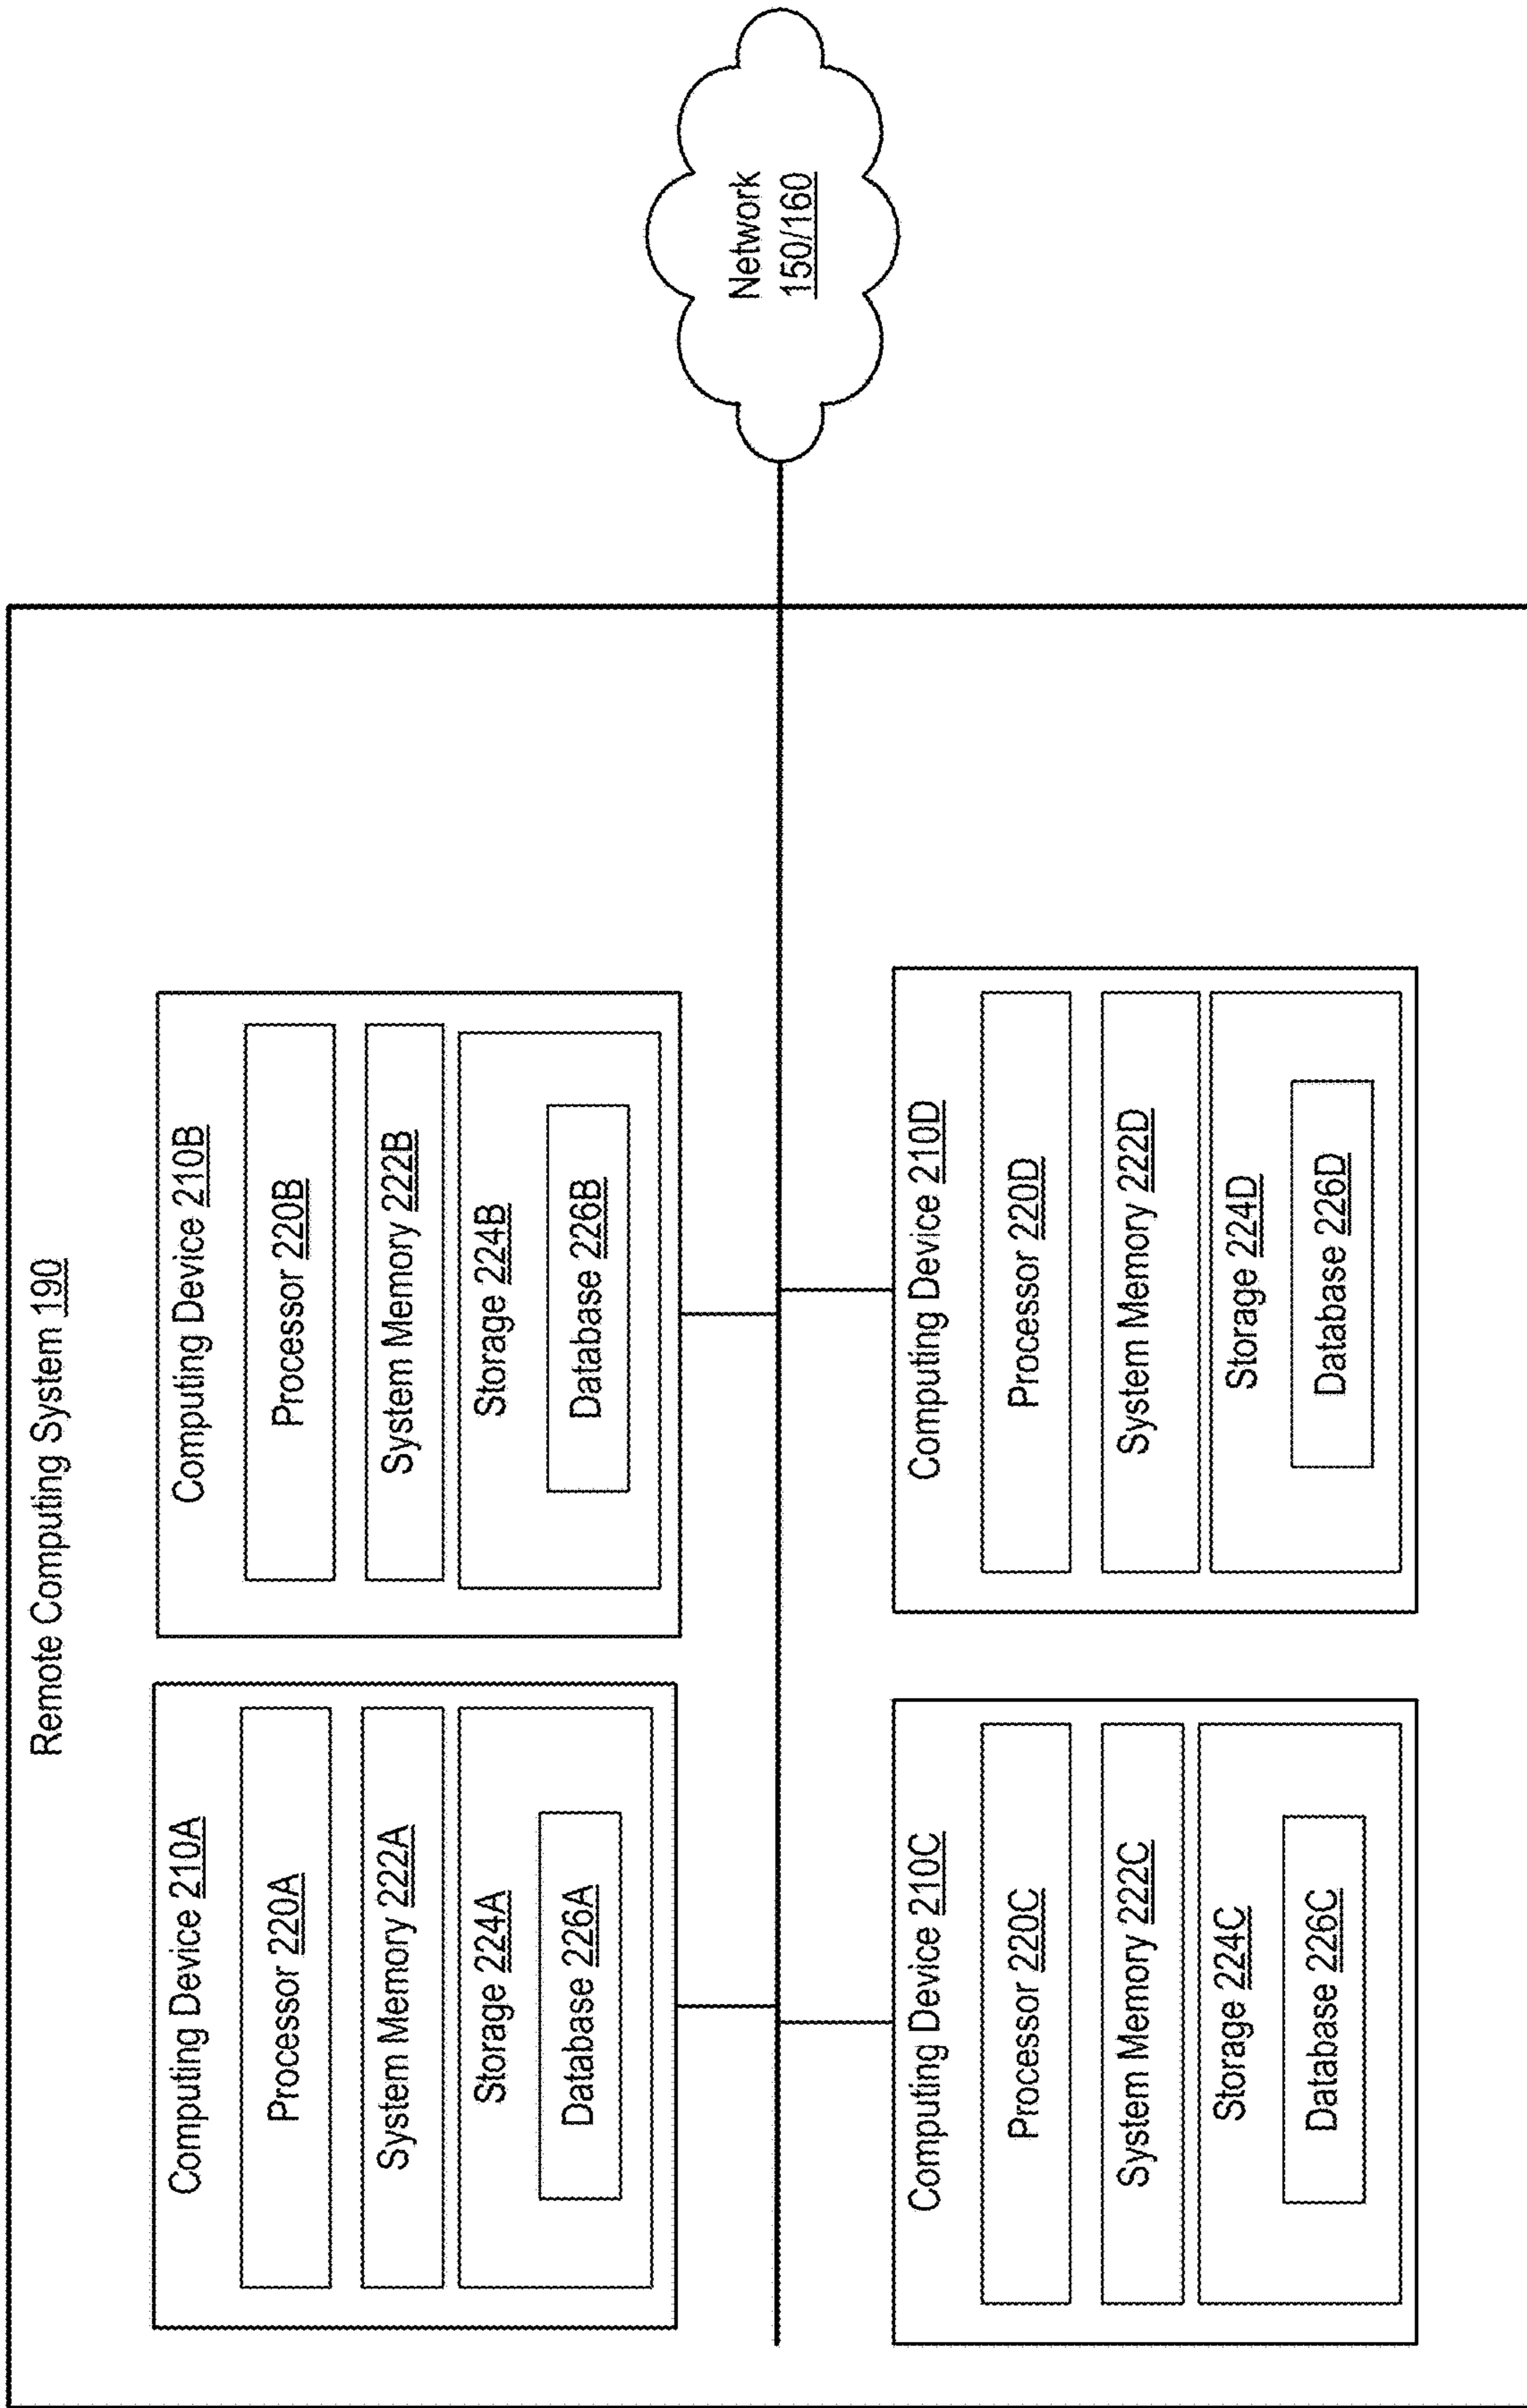 Remote Computing System 190
Computing Device 210A
Processor 220A
System Memory 222A
Storage 224A
Database 226A
Computing Device 210B
Processor 220B
System Memory 222B
Storage 224B
Database 226B
Computing Device 210C
Processor 220C
System Memory 222C
Storage 224C
Database 226C
Computing Device 210D
Processor 220D
System Memory 222D
Storage 224D
Database 226D
Network
150/160